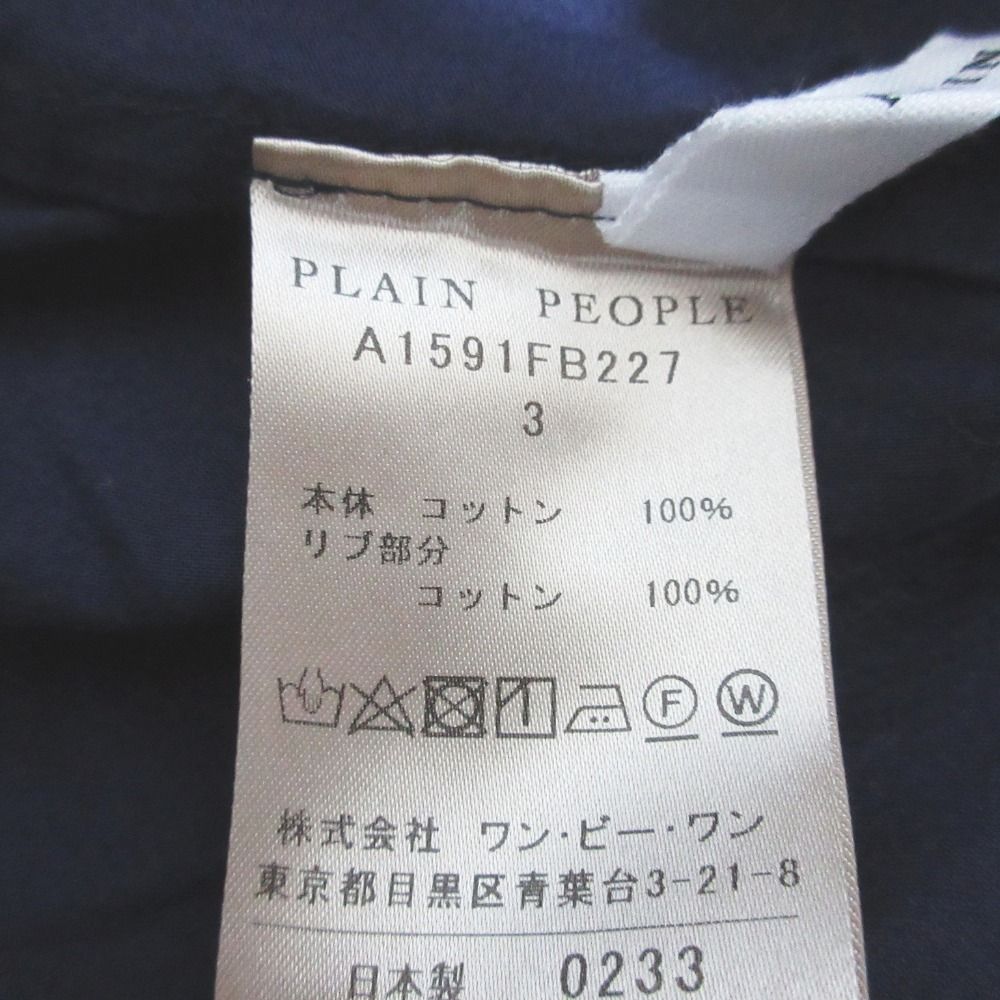 PLAIN PEOPLE
A1591FB227
3
本体 コットン 100%
リブ部分
コットン 100%
F W
株式会社 ワン・ビー・ワン
東京都目黒区青葉台3-21-8
日本製 0233